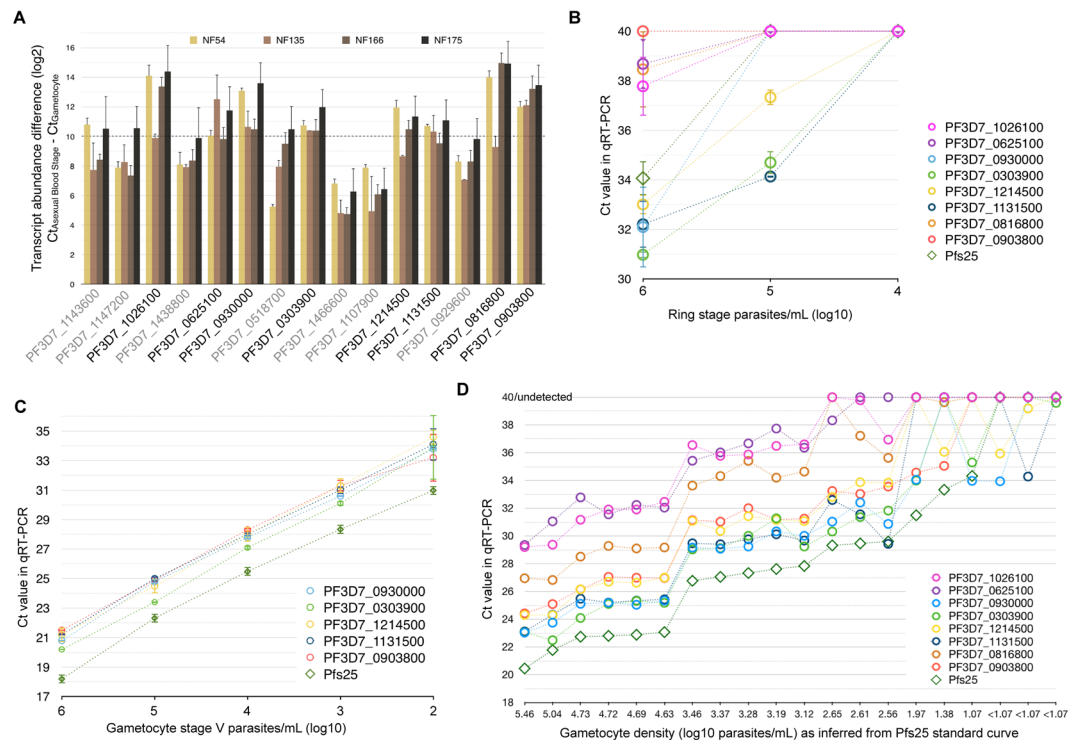 A
NF54
NF135
NF166
NF175
Transcript abundance difference (log2)
CtAsexual Blood Stage - CtGametocyte
16
14
12
10
8
6
4
2
0
PF3D7_1143600
PF3D7_1147200
PF3D7_1026100
PF3D7_1438800
PF3D7_0625100
PF3D7_0930000
PF3D7_0518700
PF3D7_0303900
PF3D7_1466600
PF3D7_1107900
PF3D7_1214500
PF3D7_1131500
PF3D7_0929600
PF3D7_0816800
PF3D7_0903800
B
Ct value in qRT-PCR
40
38
36
34
32
30
6
5
4
Ring stage parasites/mL (log10)
PF3D7_1026100
PF3D7_0625100
PF3D7_0930000
PF3D7_0303900
PF3D7_1214500
PF3D7_1131500
PF3D7_0816800
PF3D7_0903800
Pfs25
C
Ct value in qRT-PCR
35
33
31
29
27
25
23
21
19
17
6
5
4
3
2
Gametocyte stage V parasites/mL (log10)
PF3D7_0930000
PF3D7_0303900
PF3D7_1214500
PF3D7_1131500
PF3D7_0903800
Pfs25
D
Ct value in qRT-PCR
40/undetected
38
36
34
32
30
28
26
24
22
20
18
5.46 5.04 4.73 4.72 4.69 4.63 3.46 3.37 3.28 3.19 3.12 2.65 2.61 2.56 1.97 1.38 1.07 <1.07 <1.07 <1.07
Gametocyte density (log10 parasites/mL) as inferred from Pfs25 standard curve
PF3D7_1026100
PF3D7_0625100
PF3D7_0930000
PF3D7_0303900
PF3D7_1214500
PF3D7_1131500
PF3D7_0816800
PF3D7_0903800
Pfs25